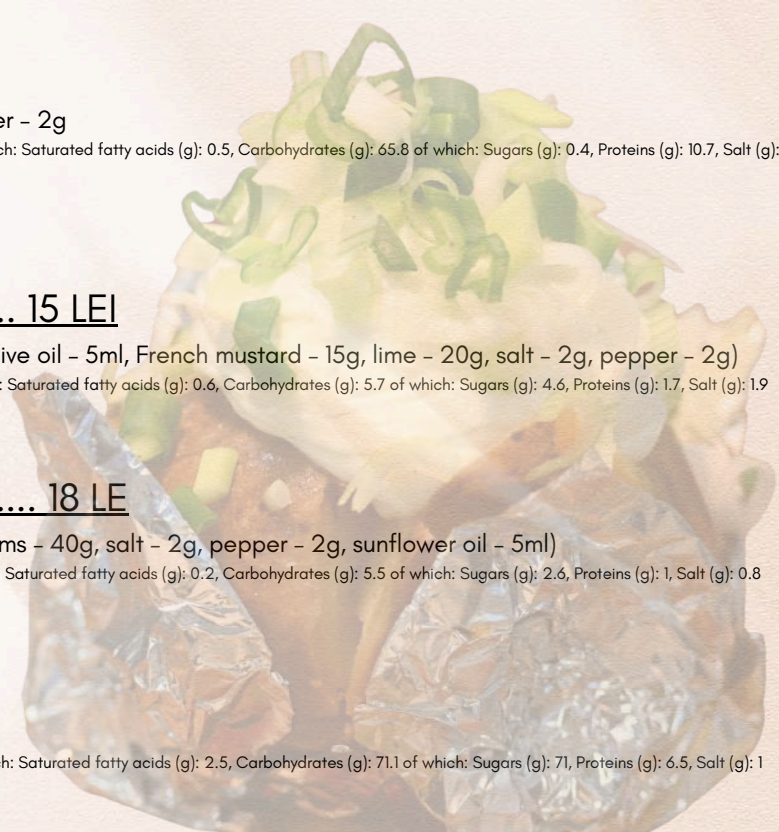 er – 2g
ch: Saturated fatty acids (g): 0.5, Carbohydrates (g): 65.8 of which: Sugars (g): 0.4, Proteins (g): 10.7, Salt (g):
.. 15 LEI
ive oil – 5ml, French mustard – 15g, lime – 20g, salt – 2g, pepper – 2g)
: Saturated fatty acids (g): 0.6, Carbohydrates (g): 5.7 of which: Sugars (g): 4.6, Proteins (g): 1.7, Salt (g): 1.9
.... 18 LE
ms – 40g, salt – 2g, pepper – 2g, sunflower oil – 5ml)
Saturated fatty acids (g): 0.2, Carbohydrates (g): 5.5 of which: Sugars (g): 2.6, Proteins (g): 1, Salt (g): 0.8
ch: Saturated fatty acids (g): 2.5, Carbohydrates (g): 71.1 of which: Sugars (g): 71, Proteins (g): 6.5, Salt (g): 1